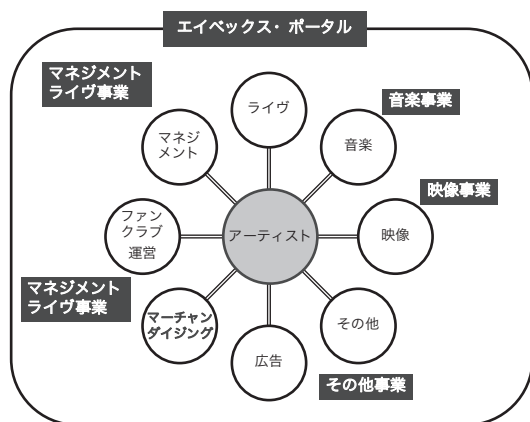 エイベックス・ポータル
マネジメント
ライヴ事業
ライヴ
音楽事業
マネジ
メント
音楽
映像事業
ファン
クラブ
運営
アーティスト
映像
マネジメント
ライヴ事業
マーチャン
ダイジング
その他
広告
その他事業